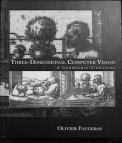 THREE-DIMENSIONAL COMPUTER VISION
A GEOMETRIC VIEWPOINT
OLIVIER FAUGERAS